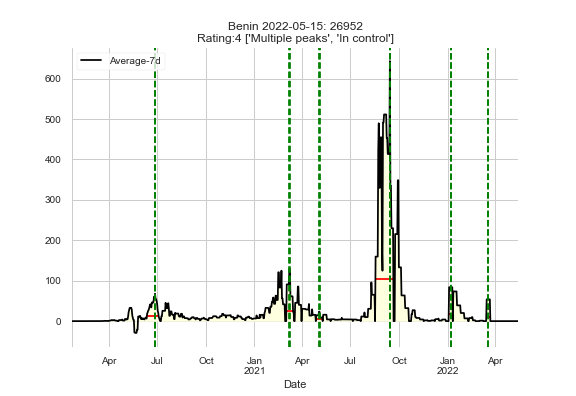 Benin 2022-05-15: 26952
Rating:4 ['Multiple peaks', 'In control']
Average-7d
600
500
400
300
200
100
0
Apr Jul Oct Jan Apr Jul Oct Jan Apr
2021 2022
Date